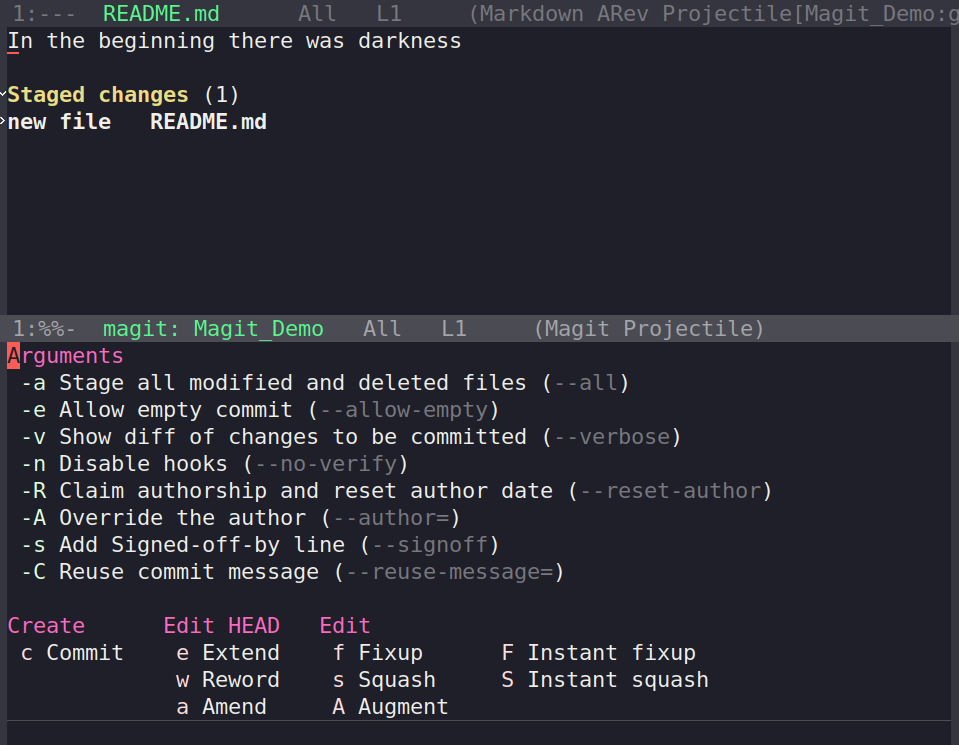 1:---  README.md      All   L1     (Markdown ARev Projectile[Magit_Demo:g
In the beginning there was darkness
Staged changes (1)
new file   README.md
1:%%-  magit: Magit_Demo   All   L1     (Magit Projectile)
Arguments
-a Stage all modified and deleted files (--all)
-e Allow empty commit (--allow-empty)
-v Show diff of changes to be committed (--verbose)
-n Disable hooks (--no-verify)
-R Claim authorship and reset author date (--reset-author)
-A Override the author (--author=)
-s Add Signed-off-by line (--signoff)
-C Reuse commit message (--reuse-message=)
Create      Edit HEAD   Edit
c Commit    e Extend    f Fixup      F Instant fixup
w Reword    s Squash     S Instant squash
a Amend     A Augment